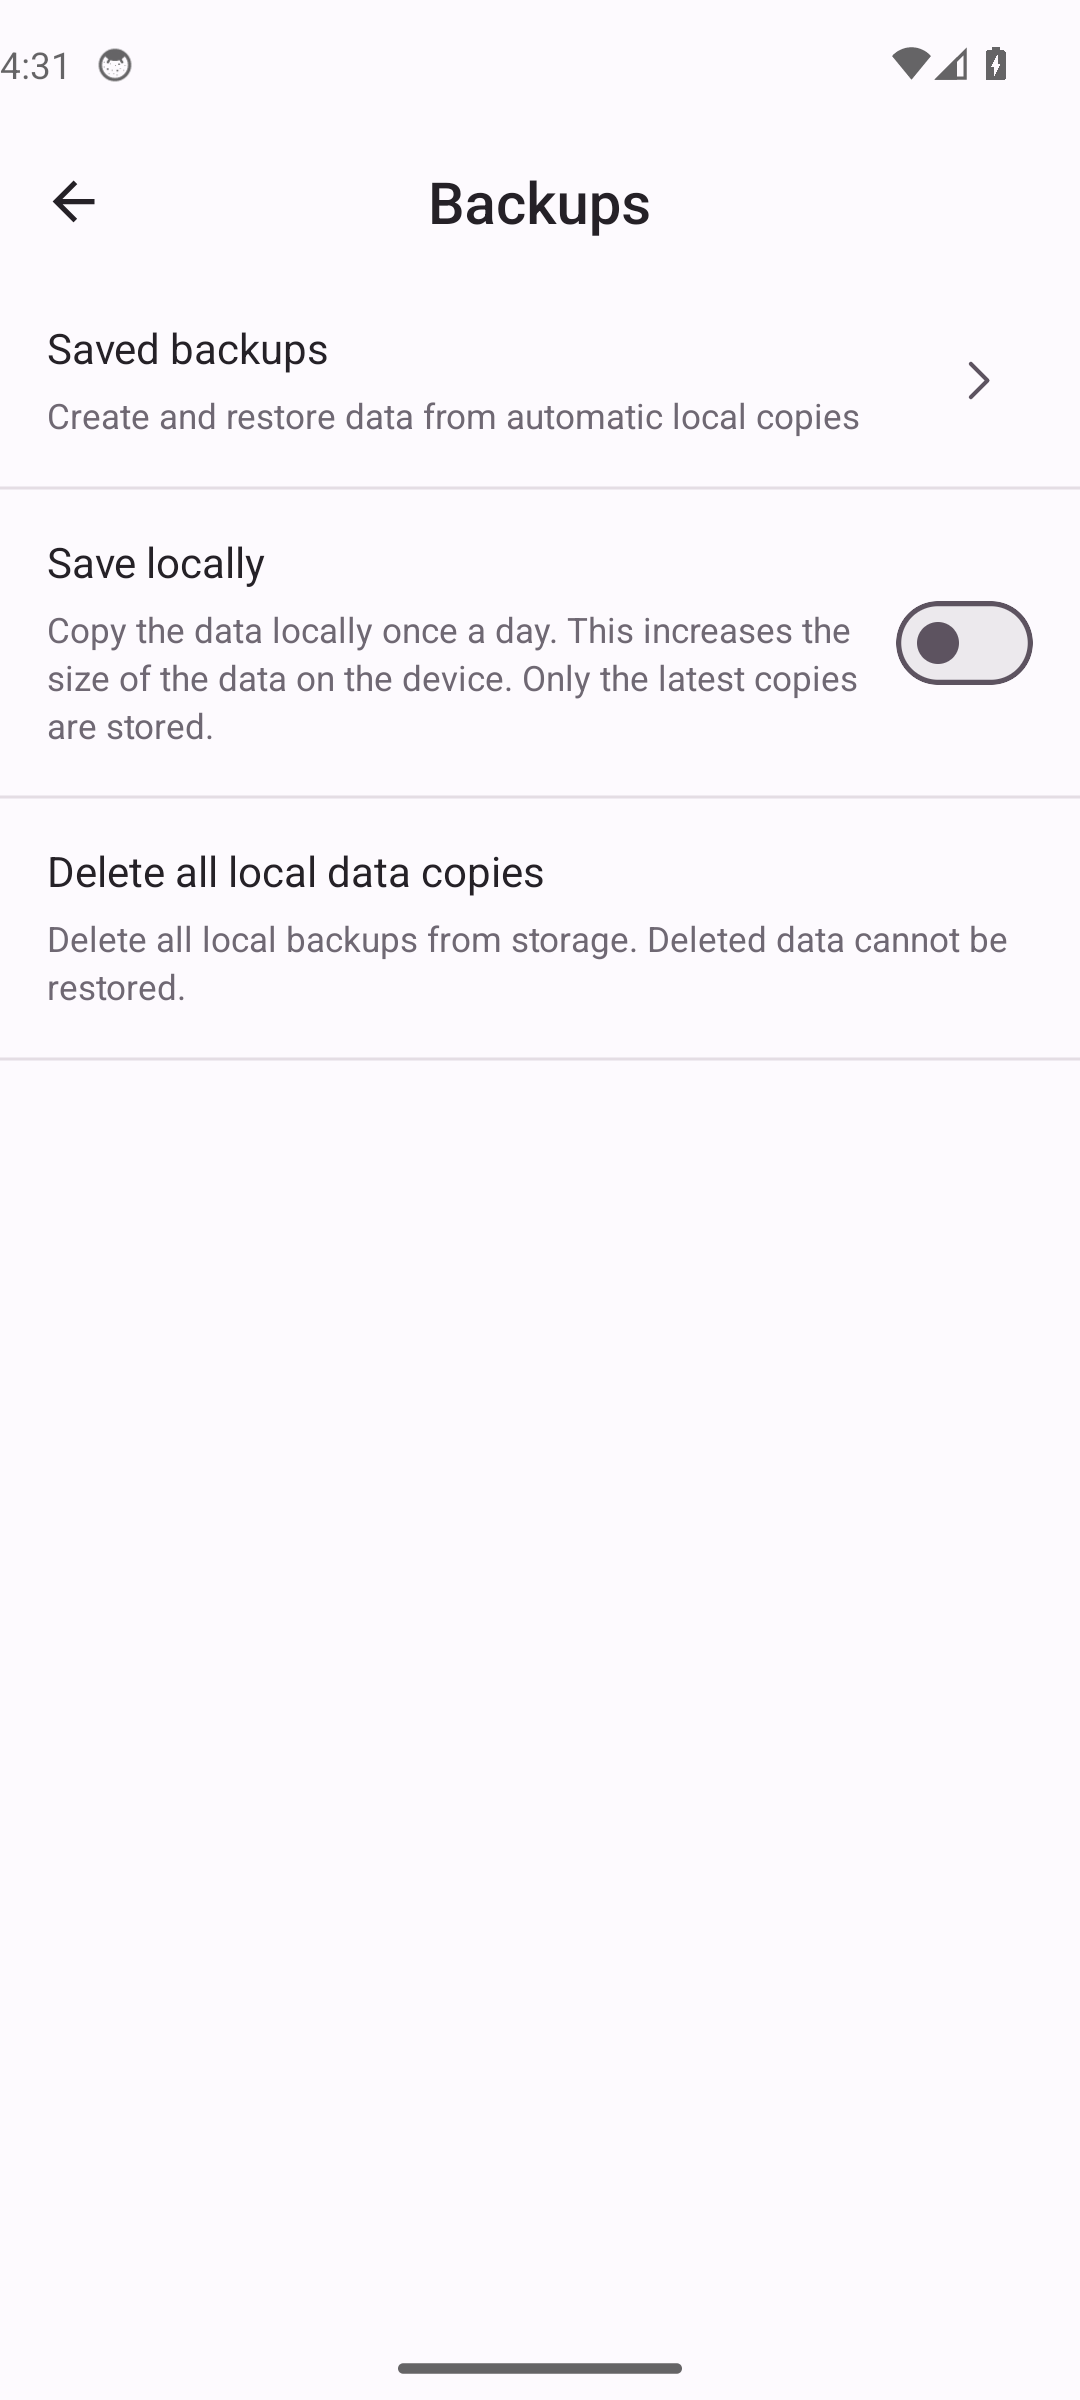 4:31
Backups
Saved backups
Create and restore data from automatic local copies
Save locally
Copy the data locally once a day. This increases the
size of the data on the device. Only the latest copies
are stored.
Delete all local data copies
Delete all local backups from storage. Deleted data cannot be
restored.